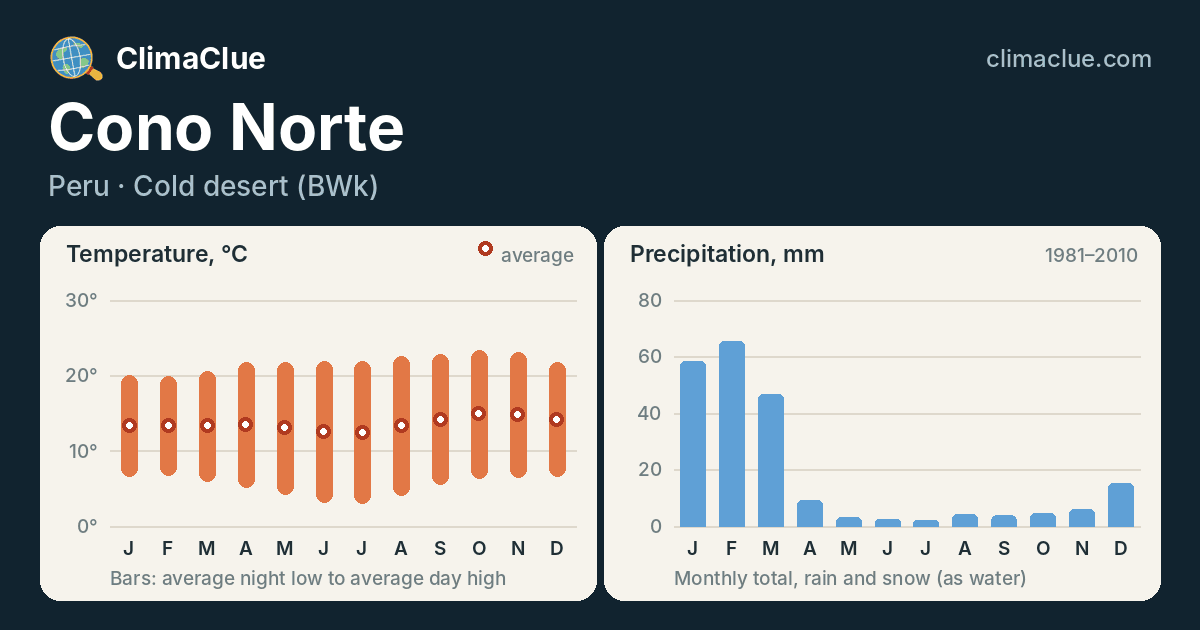 ClimaClue
climaclue.com
Cono Norte
Peru · Cold desert (BWk)
Temperature, °C
average
30°
20°
10°
0°
J F M A M J J A S O N D
Bars: average night low to average day high
Precipitation, mm
1981–2010
80
60
40
20
0
J F M A M J J A S O N D
Monthly total, rain and snow (as water)